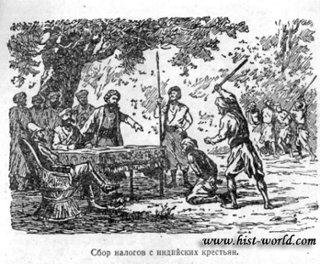 www.hist-world.com
Сбор налогов с индийских крестьян.